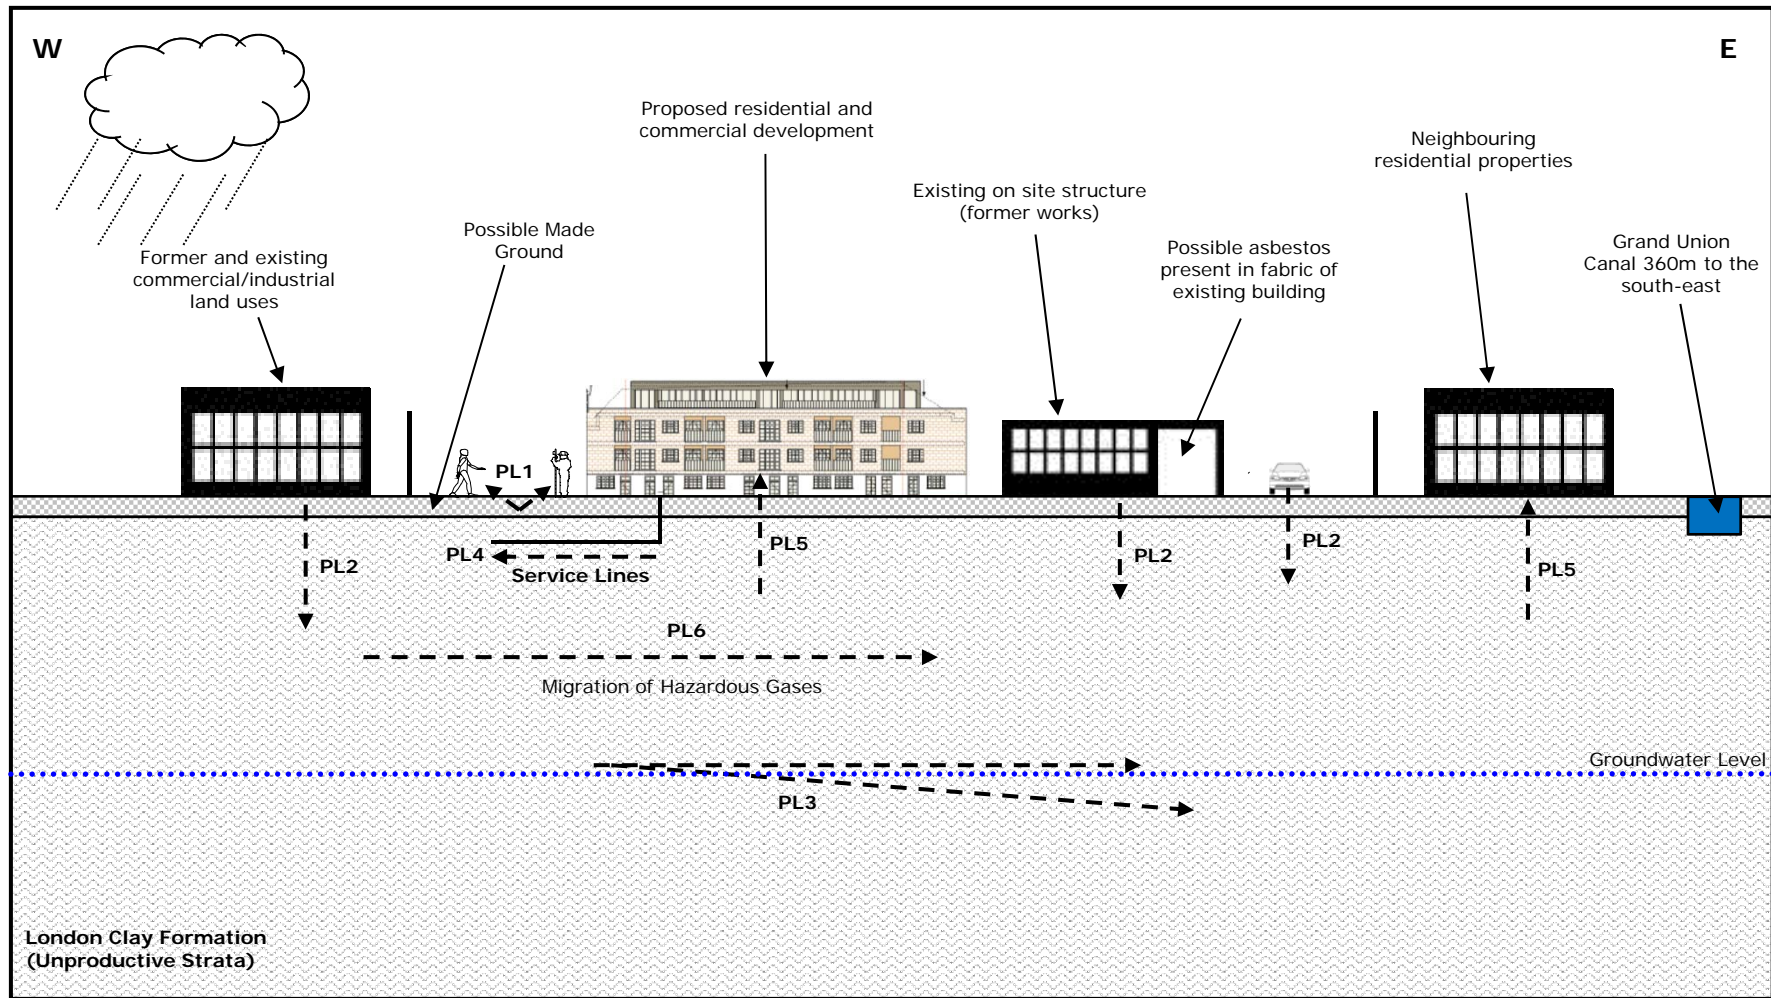 W
E
Proposed residential and
commercial development
Neighbouring
residential properties
Existing on site structure
(former works)
Possible Made
Ground
Possible asbestos
present in fabric of
existing building
Grand Union
Canal 360m to the
south-east
Former and existing
commercial/industrial
land uses
PL1
PL4
Service Lines
PL5
PL2
PL2
PL2
PL5
PL6
Migration of Hazardous Gases
Groundwater Level
PL3
London Clay Formation
(Unproductive Strata)